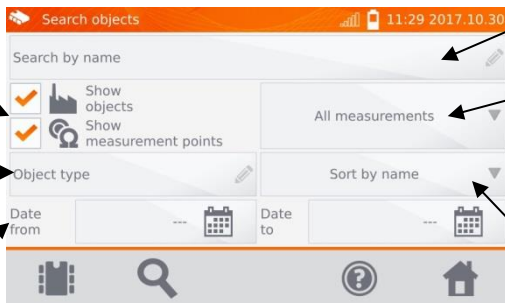 Search objects
11:29 2017.10.30
Search by name
Show
objects
Show
measurement points
All measurements
Object type
Sort by name
Date
from
---
Date
to
---